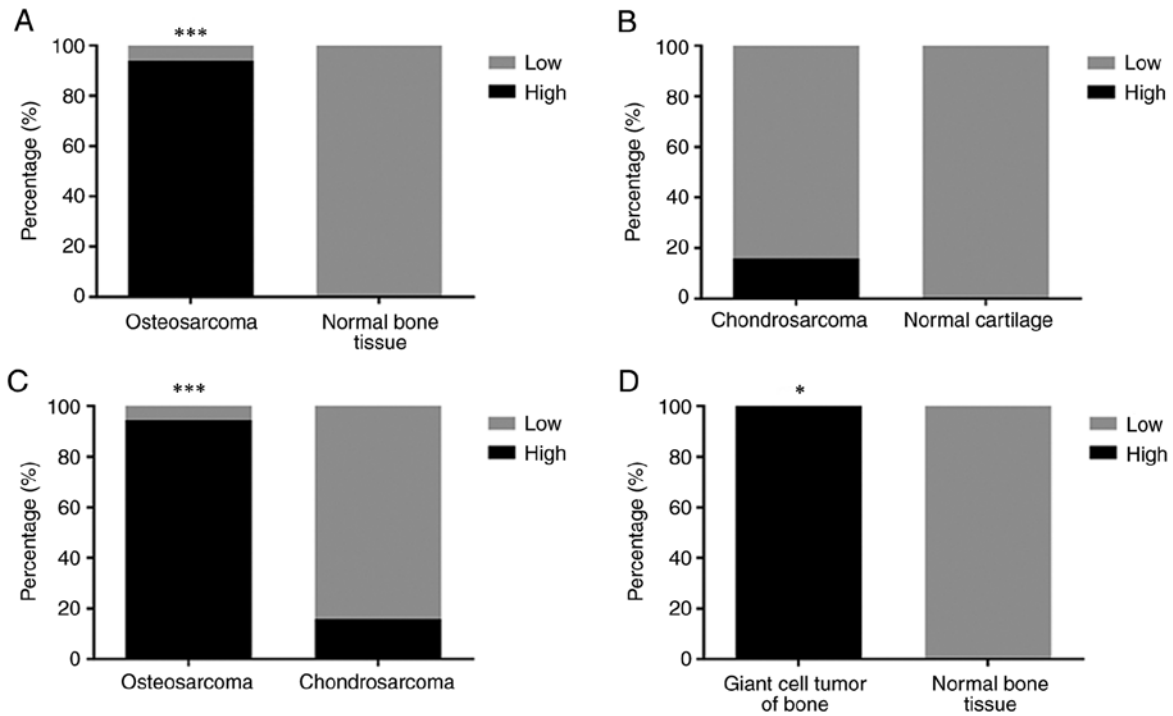 A
***
Percentage (%)
100
80
60
40
20
0
Osteosarcoma
Normal bone
tissue
Low
High
B
Percentage (%)
100
80
60
40
20
0
Chondrosarcoma
Normal cartilage
Low
High
C
***
Percentage (%)
100
80
60
40
20
0
Osteosarcoma
Chondrosarcoma
Low
High
D
*
Percentage (%)
100
80
60
40
20
0
Giant cell tumor
of bone
Normal bone
tissue
Low
High